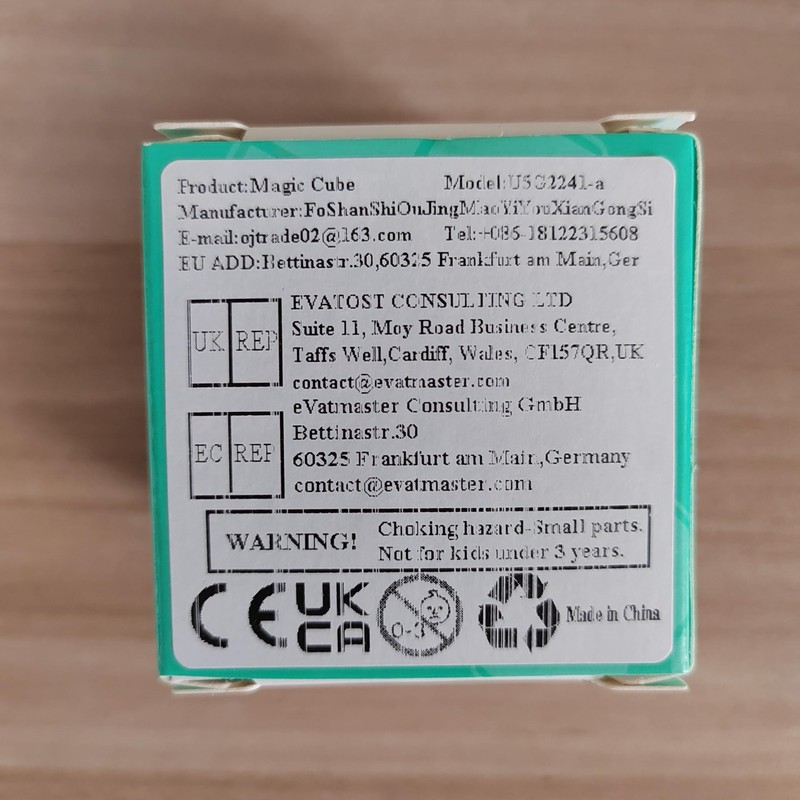 Product:Magic Cube Model:U5G2241-a
Manufacturer:FoShanShiOuJingMaoYiYouXianGongSi
E-mail:ojtrade02@163.com Tel:+086-18122315608
EU ADD:Bettinastr.30,60325 Frankfurt am Main,Ger
UK REP
EVATOST CONSULTING LTD
Suite 11, Moy Road Business Centre,
Taffs Well,Cardiff, Wales, CF157QR,UK
contact@evatmaster.com
EC REP
eVatmaster Consulting GmbH
Bettinastr.30
60325 Frankfurt am Main,Germany
contact@evatmaster.com
WARNING! Choking hazard-Small parts.
Not for kids under 3 years.
CE UK CA 0-3 Made in China